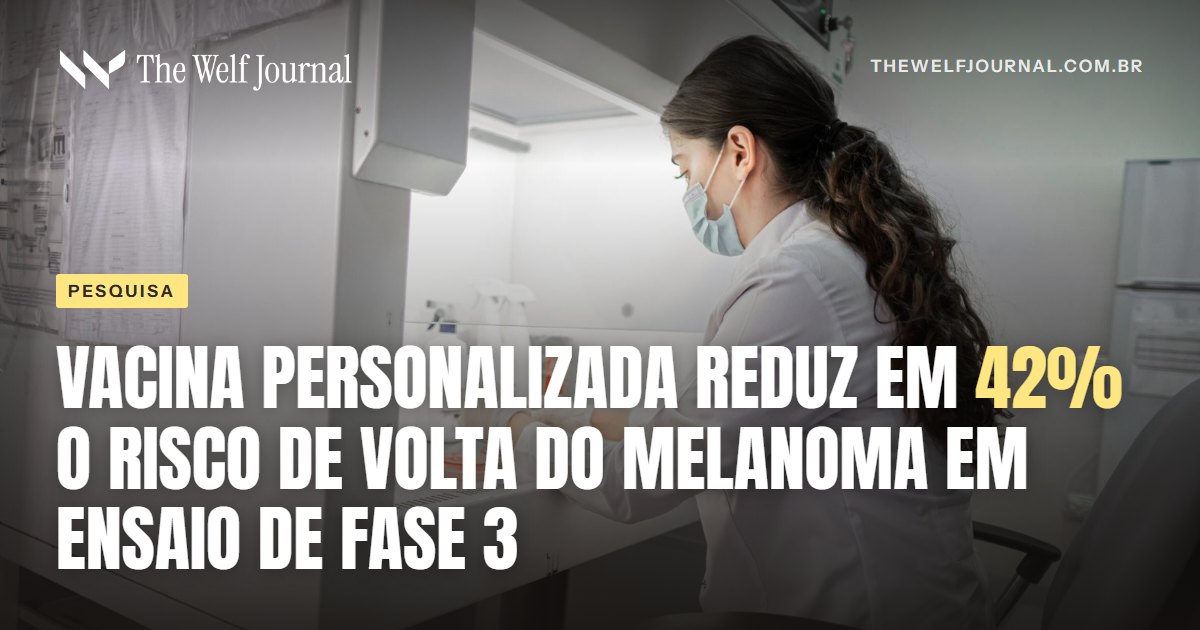 The Welf Journal
THEWELFJOURNAL.COM.BR
PESQUISA
VACINA PERSONALIZADA REDUZ EM 42%
O RISCO DE VOLTA DO MELANOMA EM
ENSAIO DE FASE 3